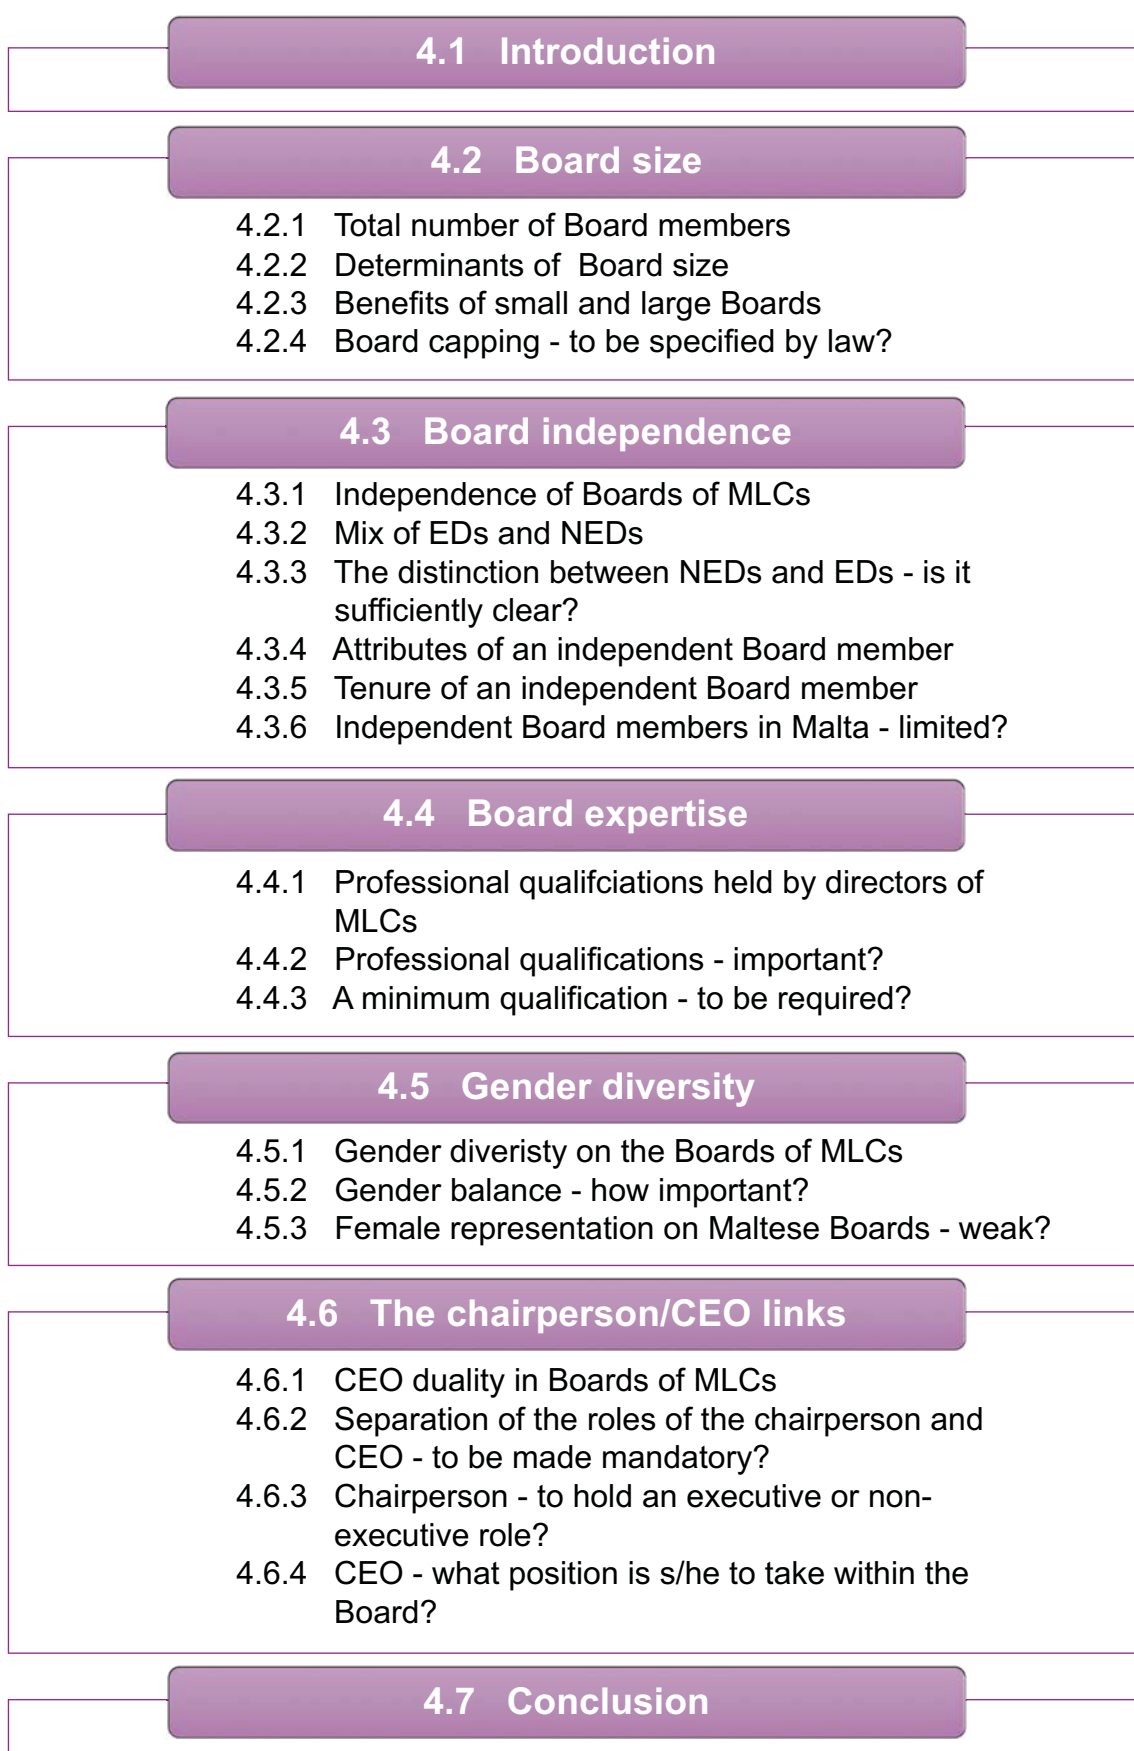 4.1 Introduction
4.2 Board size
4.2.1 Total number of Board members
4.2.2 Determinants of Board size
4.2.3 Benefits of small and large Boards
4.2.4 Board capping - to be specified by law?
4.3 Board independence
4.3.1 Independence of Boards of MLCs
4.3.2 Mix of EDs and NEDs
4.3.3 The distinction between NEDs and EDs - is it
sufficiently clear?
4.3.4 Attributes of an independent Board member
4.3.5 Tenure of an independent Board member
4.3.6 Independent Board members in Malta - limited?
4.4 Board expertise
4.4.1 Professional qualifciations held by directors of
MLCs
4.4.2 Professional qualifications - important?
4.4.3 A minimum qualification - to be required?
4.5 Gender diversity
4.5.1 Gender diveristy on the Boards of MLCs
4.5.2 Gender balance - how important?
4.5.3 Female representation on Maltese Boards - weak?
4.6 The chairperson/CEO links
4.6.1 CEO duality in Boards of MLCs
4.6.2 Separation of the roles of the chairperson and
CEO - to be made mandatory?
4.6.3 Chairperson - to hold an executive or non-
executive role?
4.6.4 CEO - what position is s/he to take within the
Board?
4.7 Conclusion